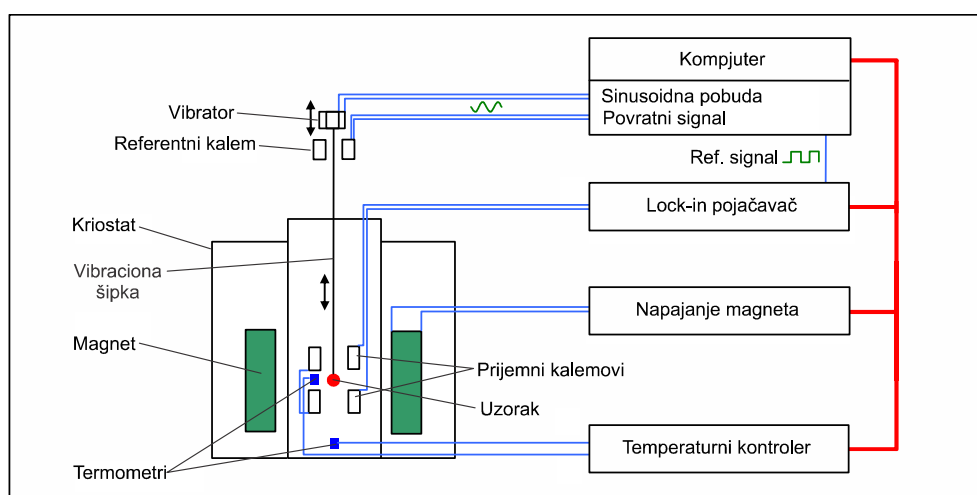 Kompjuter
Sinusoidna pobuda
Povratni signal
Vibrator
Referentni kalem
Ref. signal
Lock-in pojačavač
Kriostat
Vibraciona
šipka
Napajanje magneta
Magnet
Prijemni kalemovi
Uzorak
Temperaturni kontroler
Termometri